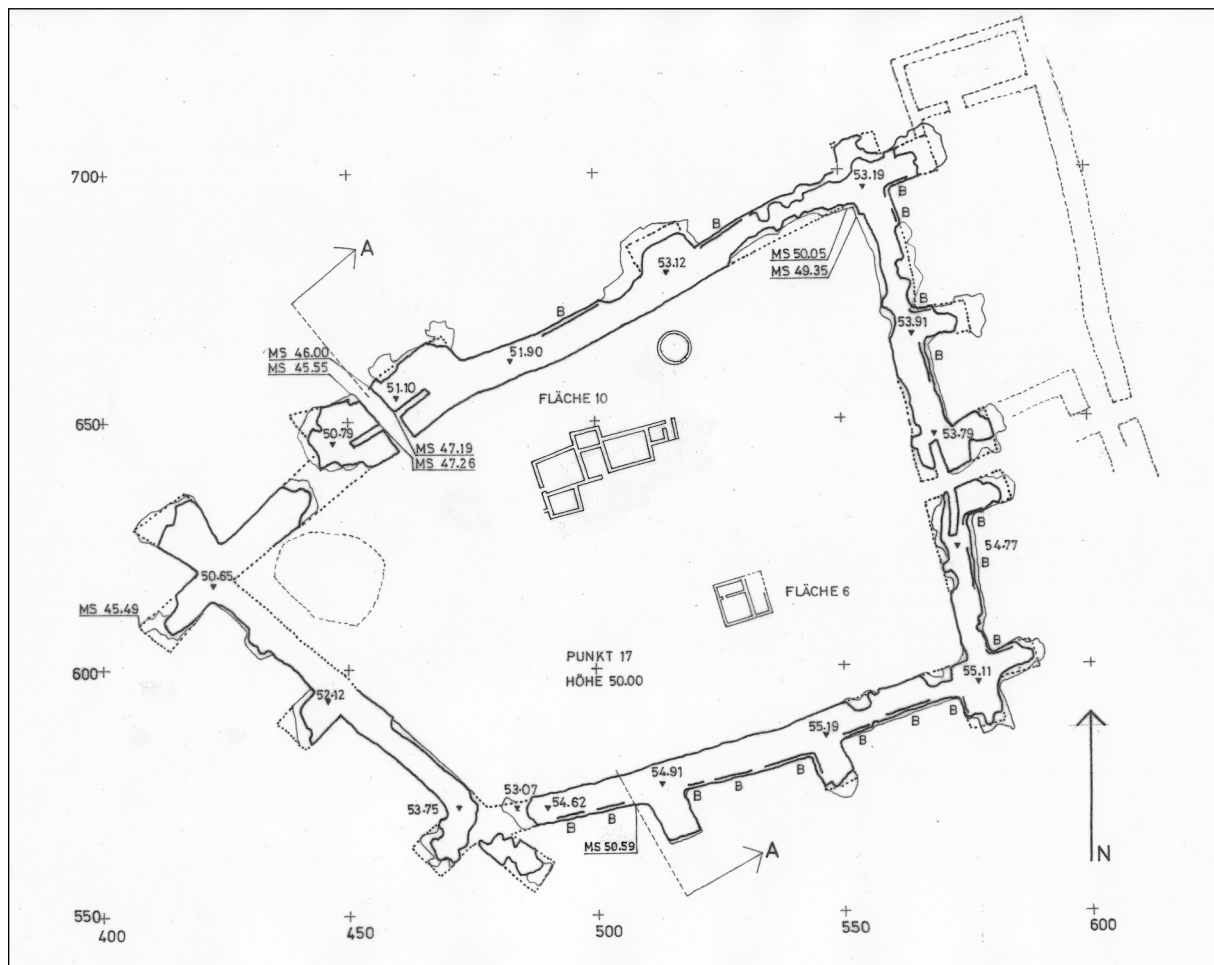 700
53.19
B
B
B
A
MS 50.05
MS 49.35
53.12
B
B
53.91
MS 46.00
MS 45.55
51.90
B
51.10
FLÄCHE 10
650
50.79
53.79
MS 47.19
MS 47.26
B
54.77
B
50.65
FLÄCHE 6
MS 45.49
B
PUNKT 17
HÖHE 50.00
600
55.11
52.12
55.19
B
B
B
54.91
53.07
53.75
54.62
B
B
B
B
B
MS 50.59
A
N
550
400
450
500
550
600